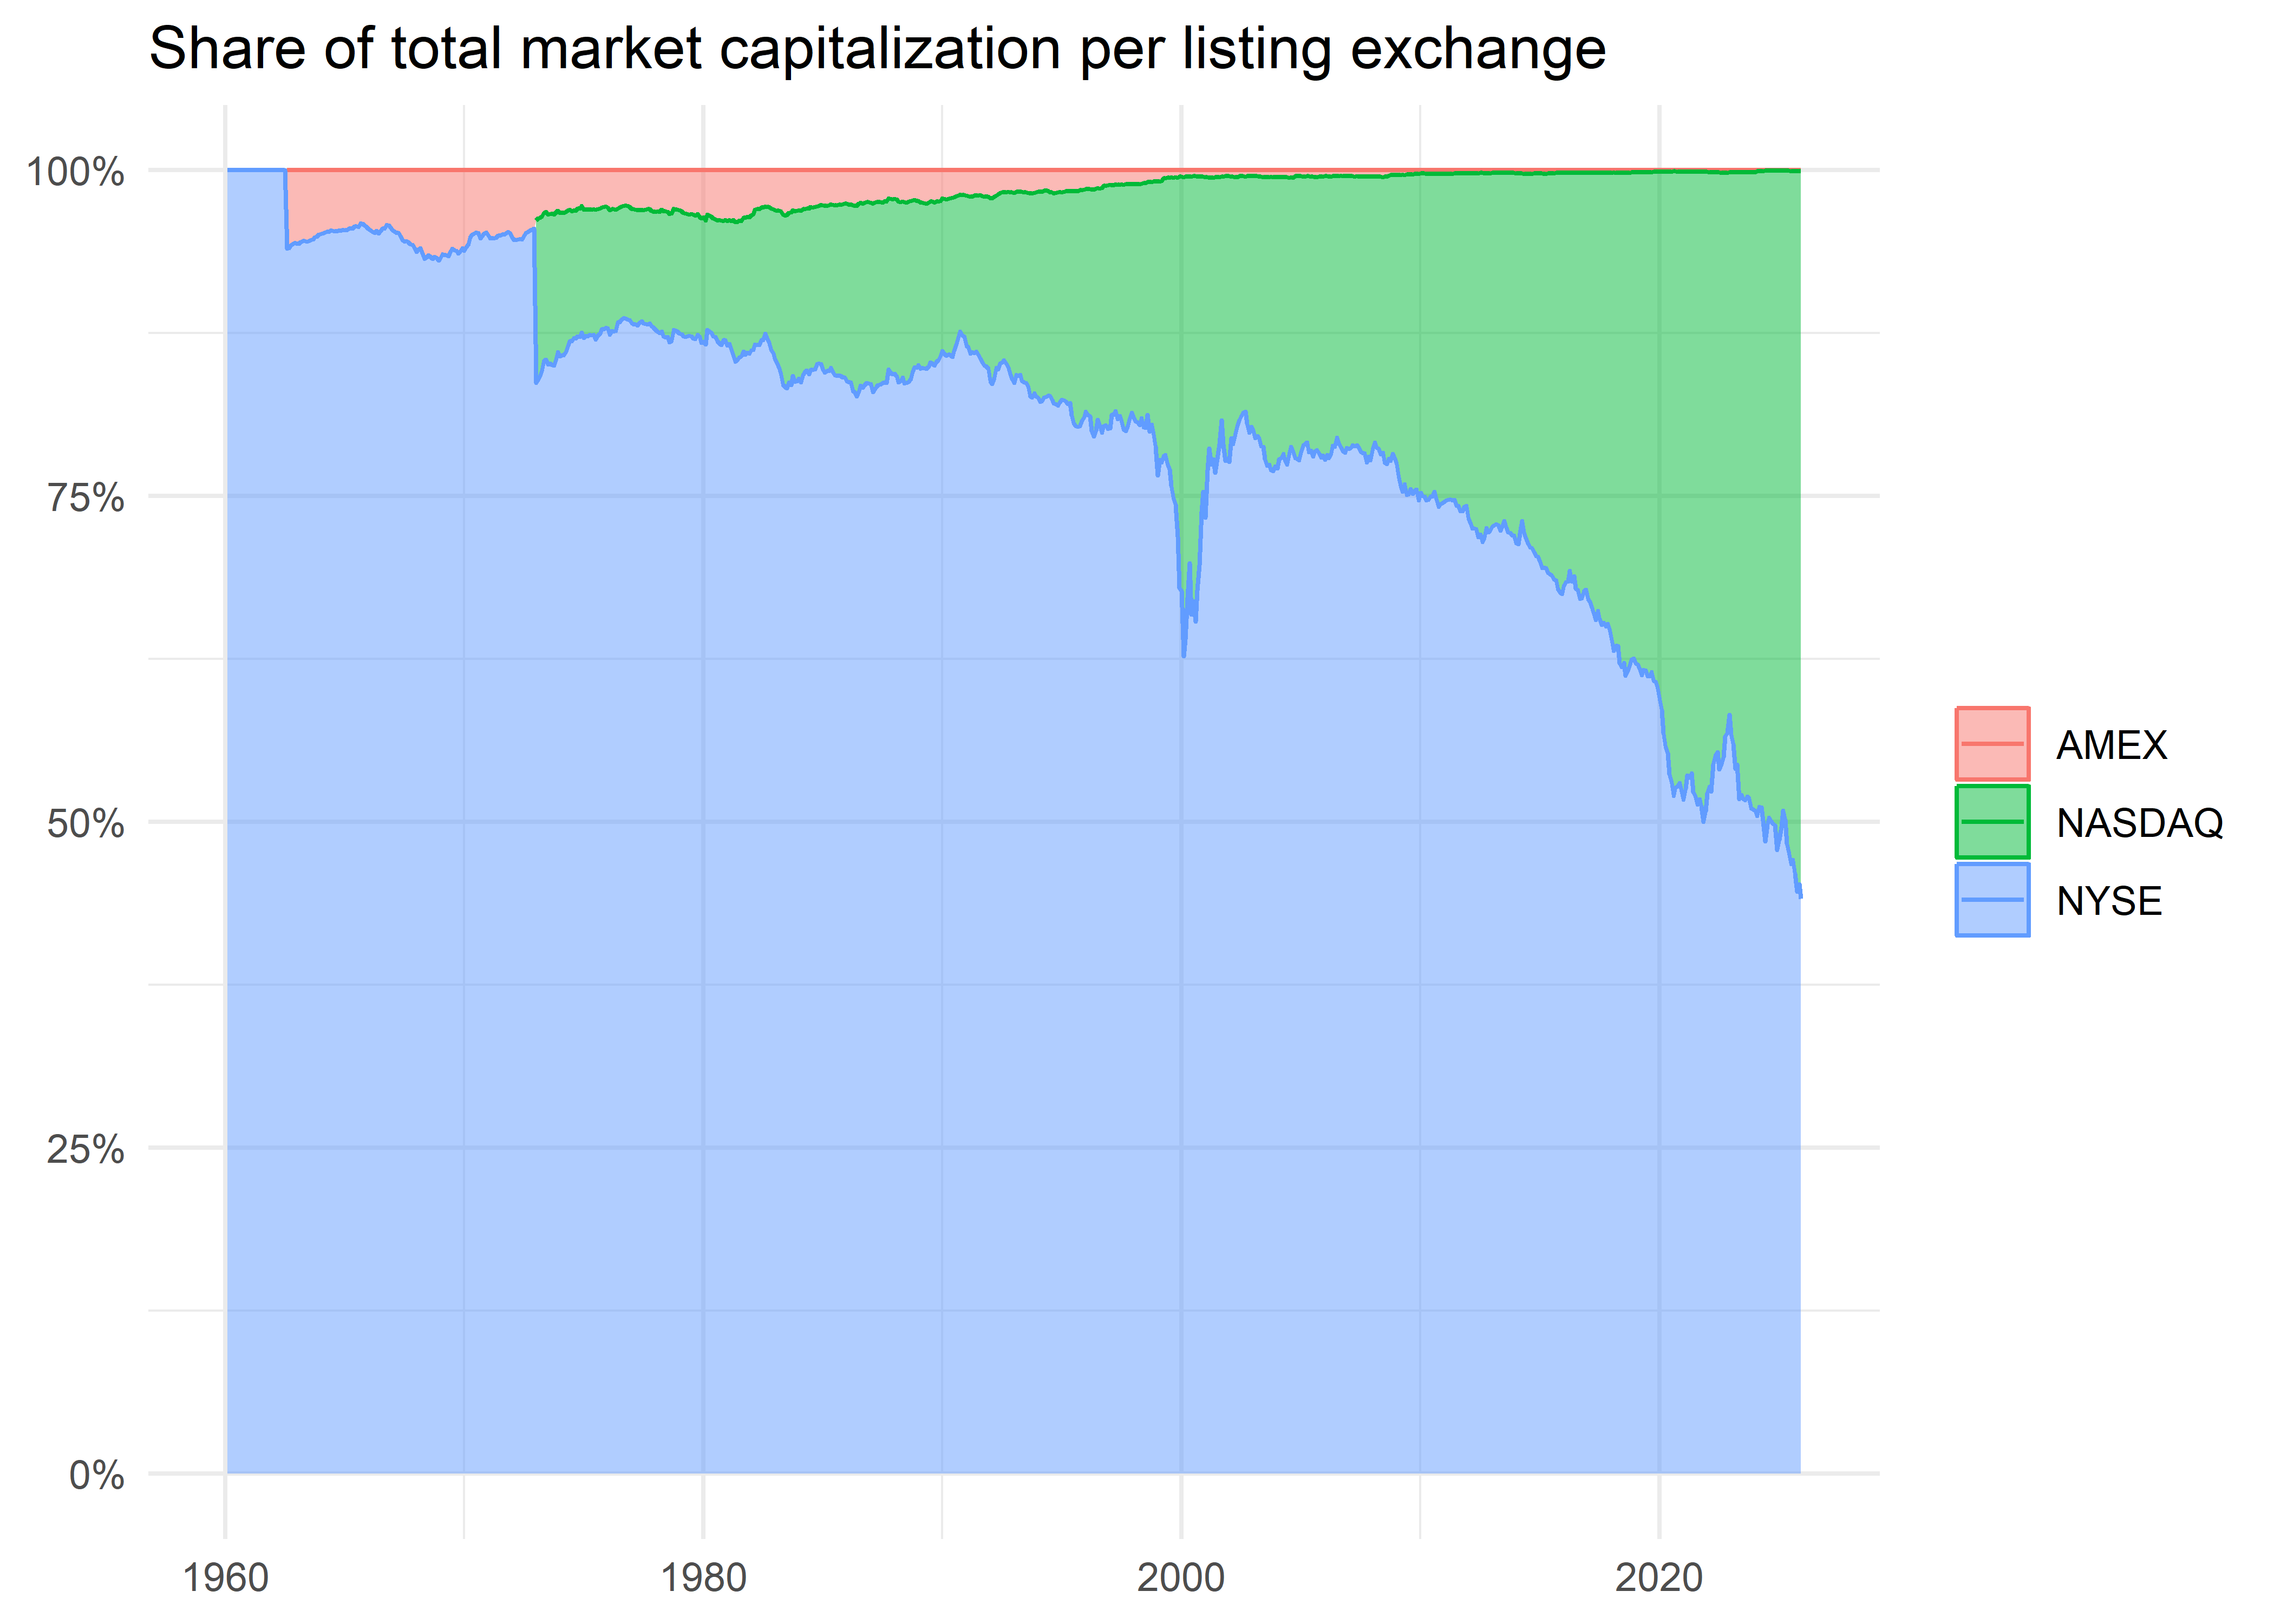 Share of total market capitalization per listing exchange
100%
75%
50%
25%
0%
1960
1980
2000
2020
AMEX
NASDAQ
NYSE